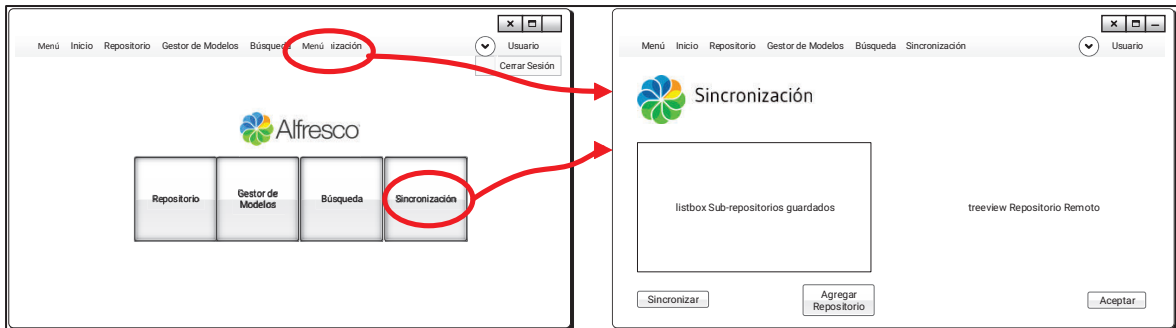 Menú Inicio Repositorio Gestor de Modelos Búsqueda Menú ización Usuario
Cerrar Sesión
Alfresco
Repositorio
Gestor de
Modelos
Búsqueda
Sincronización
Menú Inicio Repositorio Gestor de Modelos Búsqueda Sincronización Usuario
Sincronización
listbox Sub-repositorios guardados
treeview Repositorio Remoto
Sincronizar
Agregar
Repositorio
Aceptar